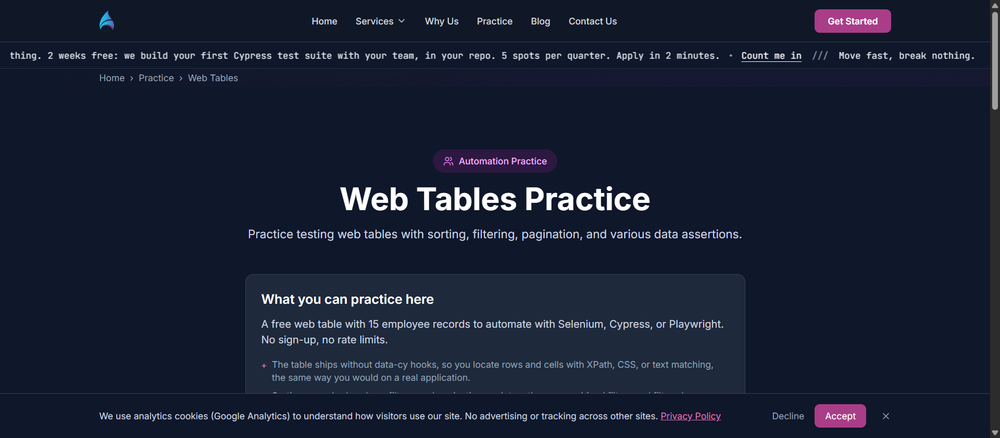 Home Services Why Us Practice Blog Contact Us Get Started
thing. 2 weeks free: we build your first Cypress test suite with your team, in your repo. 5 spots per quarter. Apply in 2 minutes. • Count me in /// Move fast, break nothing.
Home › Practice › Web Tables
Automation Practice
Web Tables Practice
Practice testing web tables with sorting, filtering, pagination, and various data assertions.
What you can practice here
A free web table with 15 employee records to automate with Selenium, Cypress, or Playwright.
No sign-up, no rate limits.
+ The table ships without data-cy hooks, so you locate rows and cells with XPath, CSS, or text matching,
the same way you would on a real application.
We use analytics cookies (Google Analytics) to understand how visitors use our site. No advertising or tracking across other sites. Privacy Policy Decline Accept ×